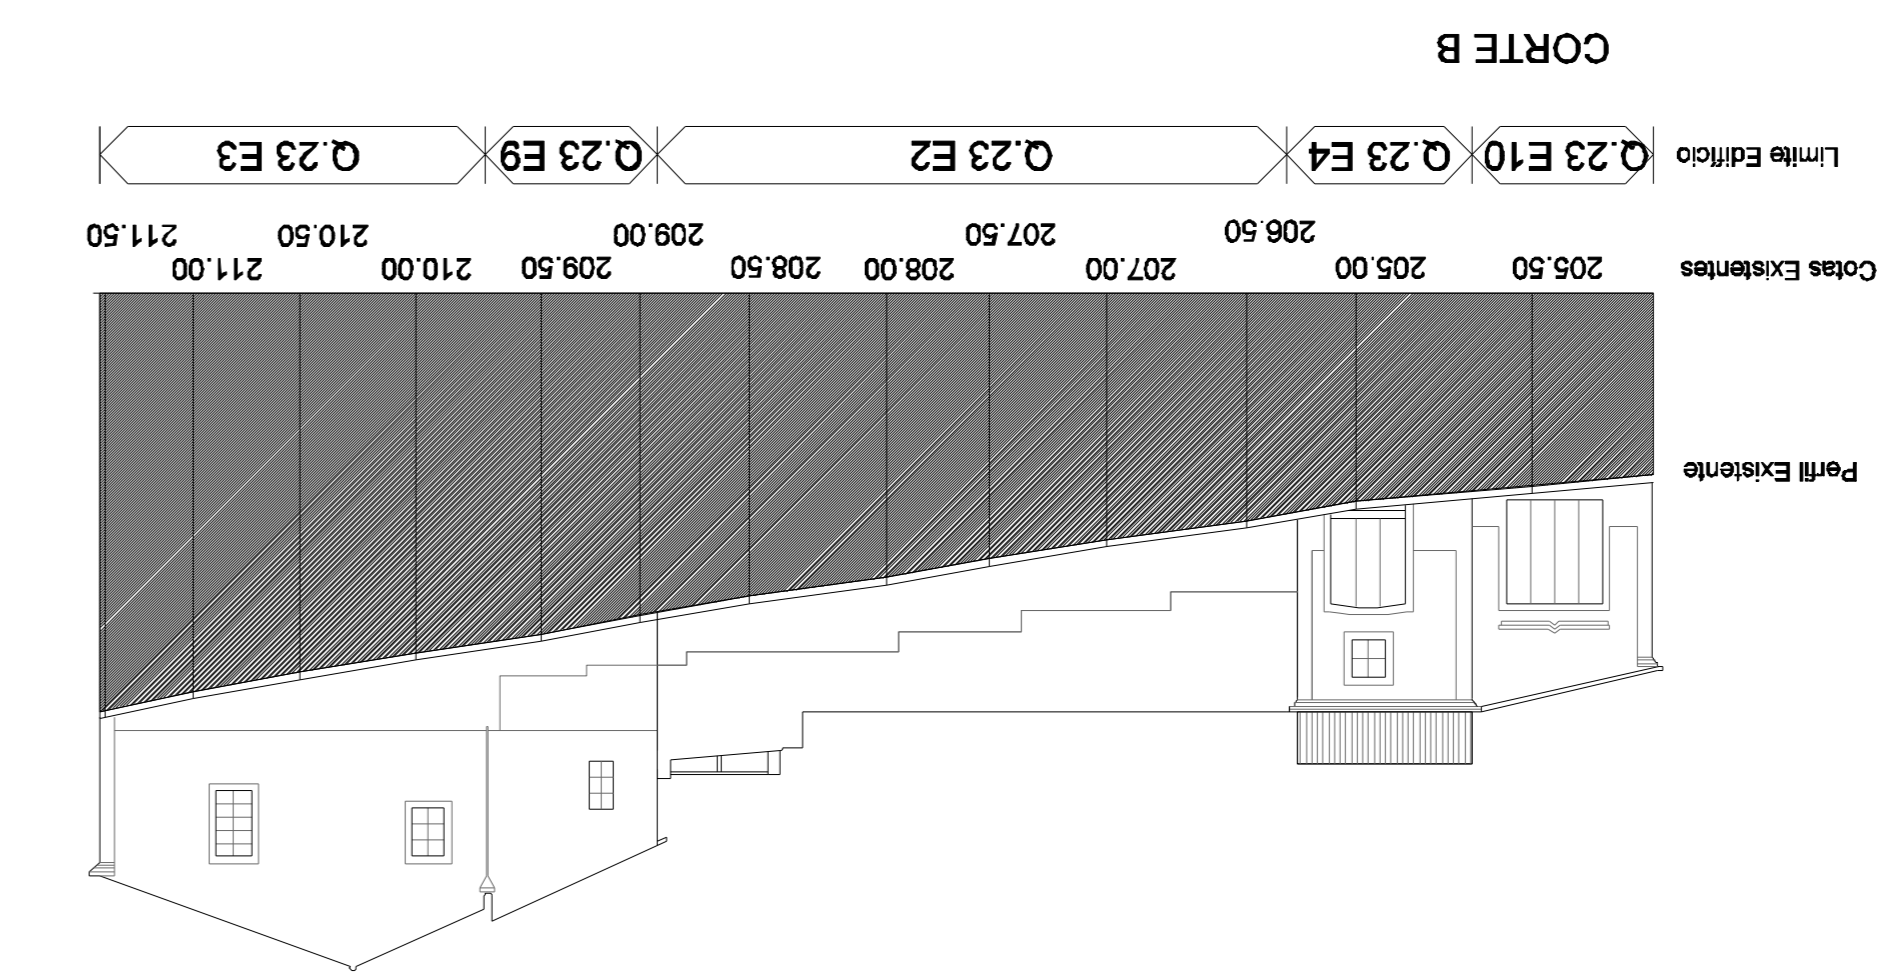 Perfil Existente
Cotas Existentes 205.50 205.00 207.00 208.00 208.50 209.50 210.00 211.00
206.50 207.50 209.00 210.50 211.50
Limite Edifício Q.23 E10 Q.23 E4 Q.23 E2 Q.23 E9 Q.23 E3
CORTE B